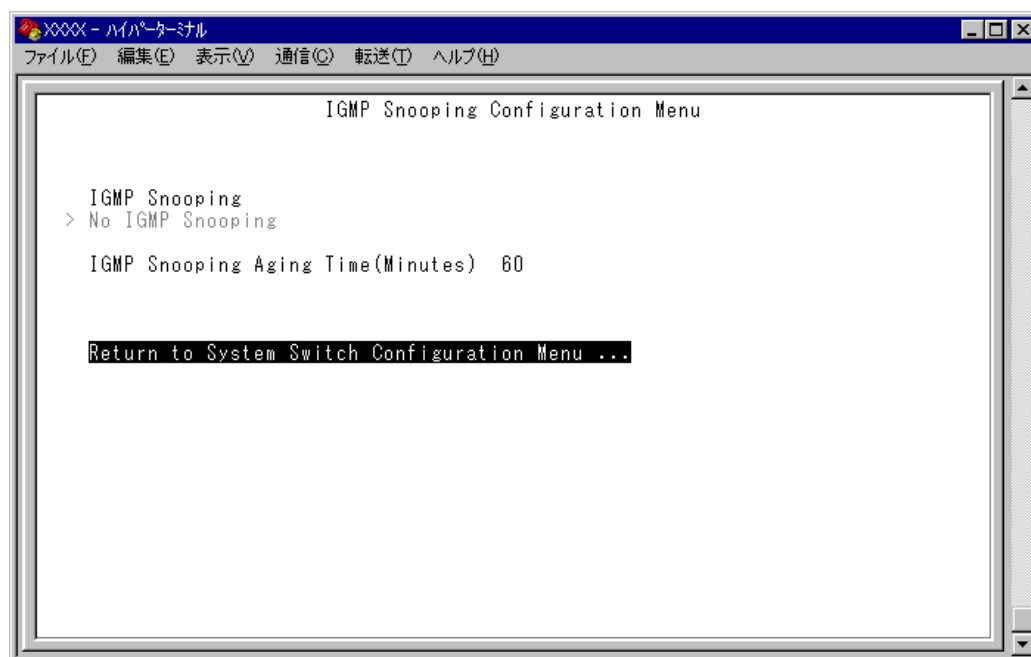 XXXX - ハイパーターミナル
ファイル(F) 編集(E) 表示(V) 通信(C) 転送(T) ヘルプ(H)
IGMP Snooping Configuration Menu
IGMP Snooping
> No IGMP Snooping
IGMP Snooping Aging Time(Minutes) 60
Return to System Switch Configuration Menu ...